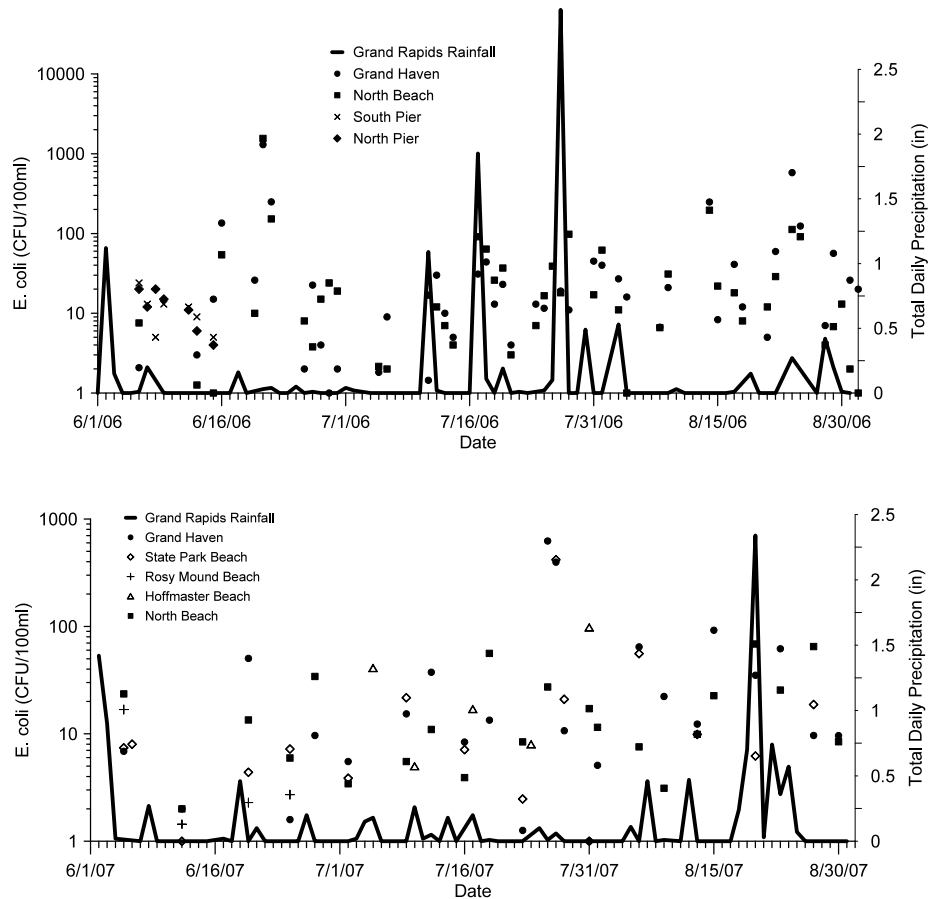 Grand Rapids Rainfall
Grand Haven
North Beach
South Pier
North Pier
E. coli (CFU/100ml)
10000
1000
100
10
1
2.5
2
1.5
1
0.5
0
Total Daily Precipitation (in)
6/1/06 6/16/06 7/1/06 7/16/06 7/31/06 8/15/06 8/30/06
Date
Grand Rapids Rainfall
Grand Haven
State Park Beach
Rosy Mound Beach
Hoffmaster Beach
North Beach
E. coli (CFU/100ml)
1000
100
10
1
2.5
2
1.5
1
0.5
0
Total Daily Precipitation (in)
6/1/07 6/16/07 7/1/07 7/16/07 7/31/07 8/15/07 8/30/07
Date